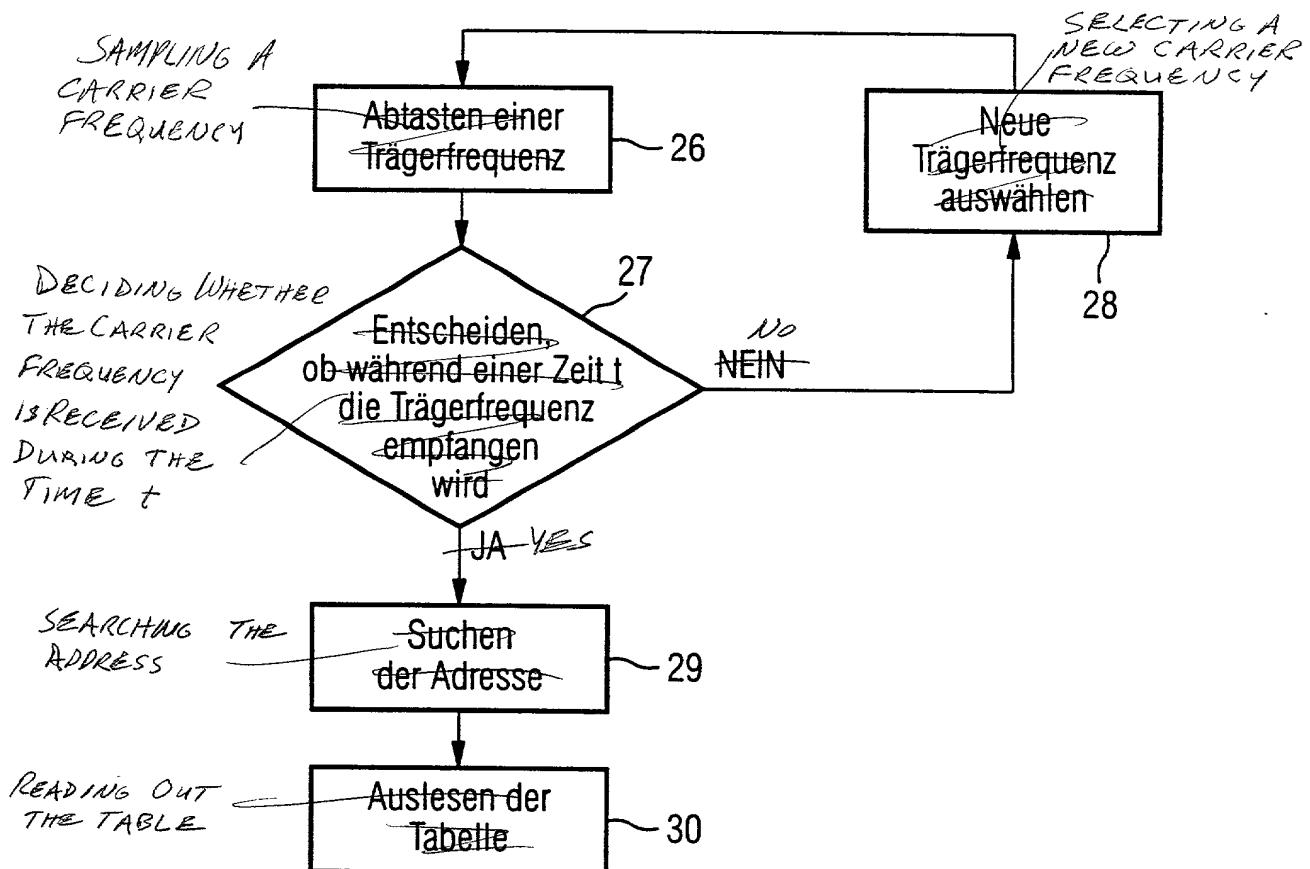 SAMPLING A
CARRIER
FREQUENCY
Abtasten einer
Trägerfrequenz
26
SELECTING A
NEW CARRIER
FREQUENCY
Neue
Trägerfrequenz
auswählen
28
DECIDING WHETHER
THE CARRIER
FREQUENCY
IS RECEIVED
DURING THE
TIME t
27
Entscheiden,
ob während einer Zeit t
die Trägerfrequenz
empfangen
wird
NO
NEIN
JA YES
SEARCHING THE
ADDRESS
Suchen
der Adresse
29
READING OUT
THE TABLE
Auslesen der
Tabelle
30